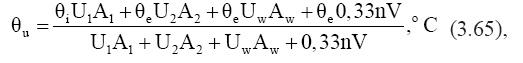 θu = (θiU1A1 + θeU2A2 + θeUwAw + θe0,33nV) / (U1A1 + U2A2 + UwAw + 0,33nV) ,° C (3.65),